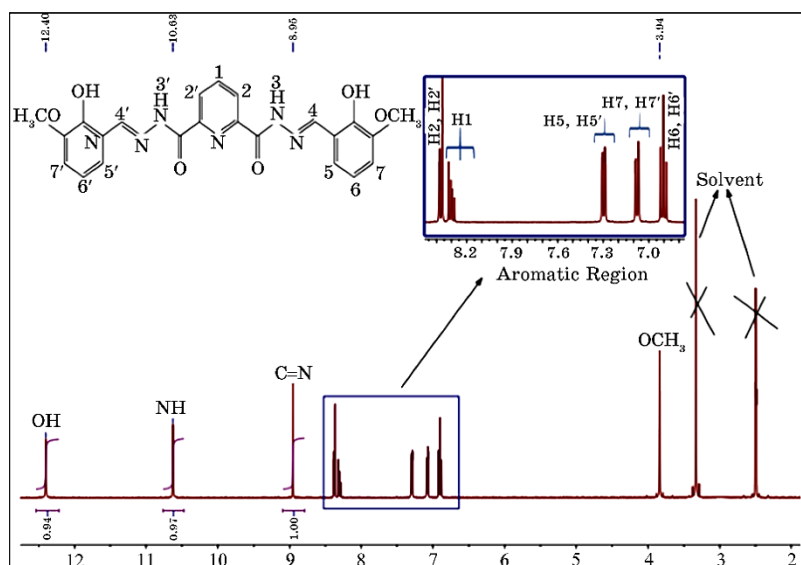 -12.40
-10.63
-8.95
-3.94
OH
H₃CO
4'
7'
6'
5'
N
N
H
3'
O
2'
1
2
N
O
3
H
N
N
4
OH
OCH₃
5
6
7
H2, H2'
H1
H5, H5'
H7, H7'
H6, H6'
8.2
7.9
7.6
7.3
7.0
Aromatic Region
Solvent
OH
NH
C=N
OCH₃
0.94
0.97
1.00
12
11
10
9
8
7
6
5
4
3
2